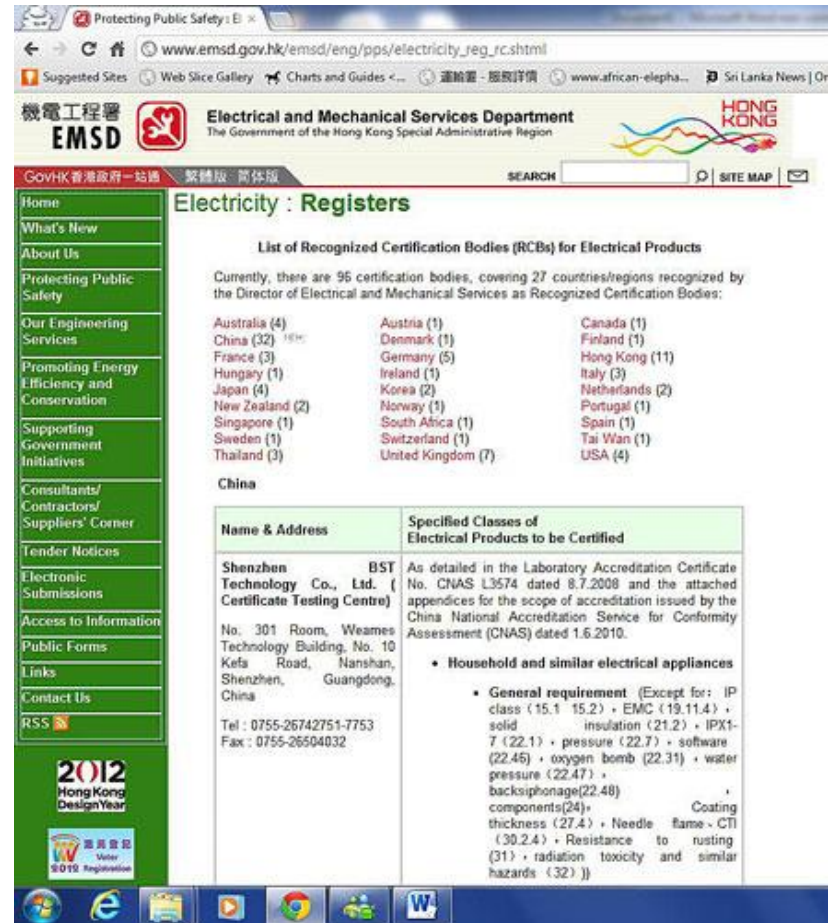 Protecting Public Safety : El
www.emsd.gov.hk/emsd/eng/pps/electricity_reg_rc.shtml
Suggested Sites Web Slice Gallery Charts and Guides <... 運輸署 - 服務詳情 www.african-elepha... Sri Lanka News | On
機電工程署
EMSD
Electrical and Mechanical Services Department
The Government of the Hong Kong Special Administrative Region
HONG
KONG
GOVHK 香港政府一站通 繁體版 简体版 SEARCH SITE MAP
Home
What's New
About Us
Protecting Public
Safety
Our Engineering
Services
Promoting Energy
Efficiency and
Conservation
Supporting
Government
Initiatives
Consultants/
Contractors/
Suppliers' Corner
Tender Notices
Electronic
Submissions
Access to Information
Public Forms
Links
Contact Us
RSS
2012
Hong Kong
Design Year
選民登記
Voter
2012 Registration
Electricity : Registers
List of Recognized Certification Bodies (RCBs) for Electrical Products
Currently, there are 96 certification bodies, covering 27 countries/regions recognized by
the Director of Electrical and Mechanical Services as Recognized Certification Bodies:
Australia (4) Austria (1) Canada (1)
China (32) NEW Denmark (1) Finland (1)
France (3) Germany (5) Hong Kong (11)
Hungary (1) Ireland (1) Italy (3)
Japan (4) Korea (2) Netherlands (2)
New Zealand (2) Norway (1) Portugal (1)
Singapore (1) South Africa (1) Spain (1)
Sweden (1) Switzerland (1) Tai Wan (1)
Thailand (3) United Kingdom (7) USA (4)
China
Name & Address
Specified Classes of
Electrical Products to be Certified
Shenzhen BST
Technology Co., Ltd. (
Certificate Testing Centre)
No. 301 Room, Weames
Technology Building, No. 10
Kefa Road, Nanshan,
Shenzhen, Guangdong,
China
Tel : 0755-26742751-7753
Fax : 0755-26504032
As detailed in the Laboratory Accreditation Certificate
No. CNAS L3574 dated 8.7.2008 and the attached
appendices for the scope of accreditation issued by the
China National Accreditation Service for Conformity
Assessment (CNAS) dated 1.6.2010.
• Household and similar electrical appliances
• General requirement (Except for: IP
class (15.1 15.2) , EMC (19.11.4) ,
solid insulation (21.2) , IPX1-
7 (22.1) , pressure (22.7) , software
(22.46) , oxygen bomb (22.31) , water
pressure (22.47) ,
backsiphonage(22.48) ,
components(24), Coating
thickness (27.4) , Needle flame、CTI
(30.2.4) , Resistance to rusting
(31) , radiation toxicity and similar
hazards (32) ))